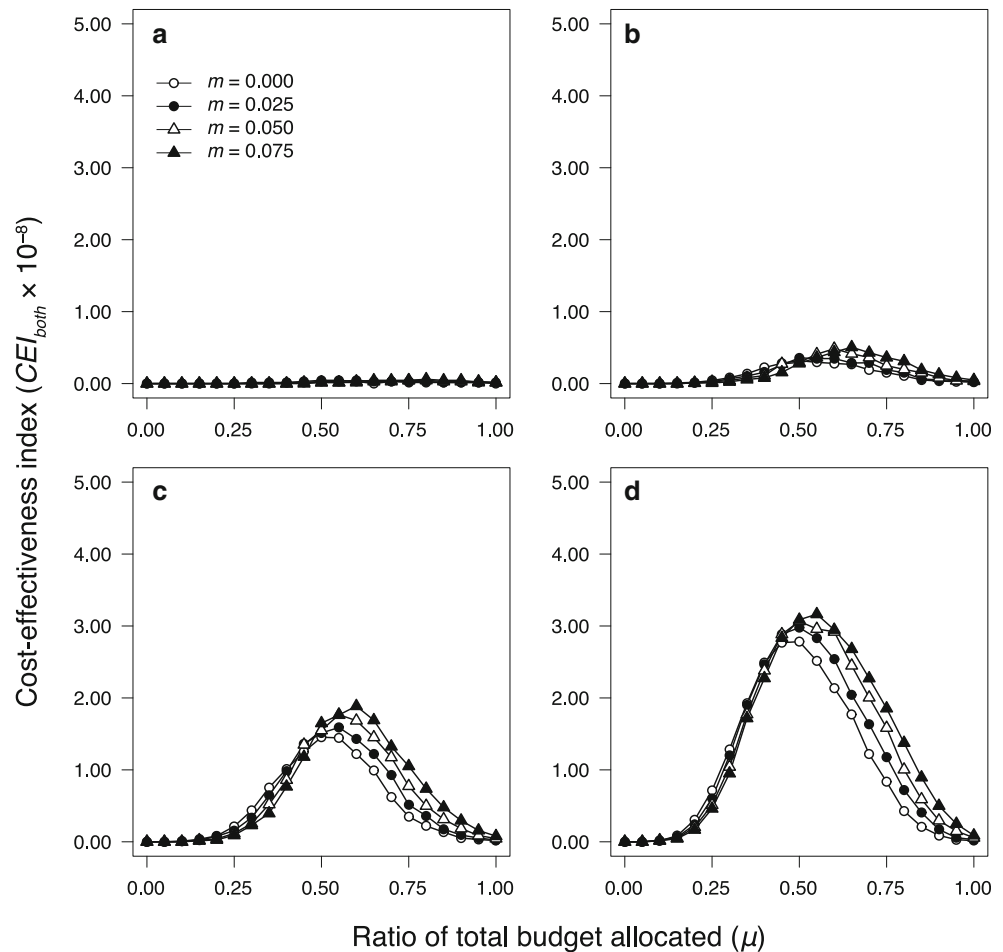 a
b
m = 0.000
m = 0.025
m = 0.050
m = 0.075
5.00
4.00
3.00
2.00
1.00
0.00
0.00 0.25 0.50 0.75 1.00
5.00
4.00
3.00
2.00
1.00
0.00
0.00 0.25 0.50 0.75 1.00
c
d
5.00
4.00
3.00
2.00
1.00
0.00
0.00 0.25 0.50 0.75 1.00
5.00
4.00
3.00
2.00
1.00
0.00
0.00 0.25 0.50 0.75 1.00
Cost-effectiveness index (CEI_both × 10⁻⁸)
Ratio of total budget allocated (μ)